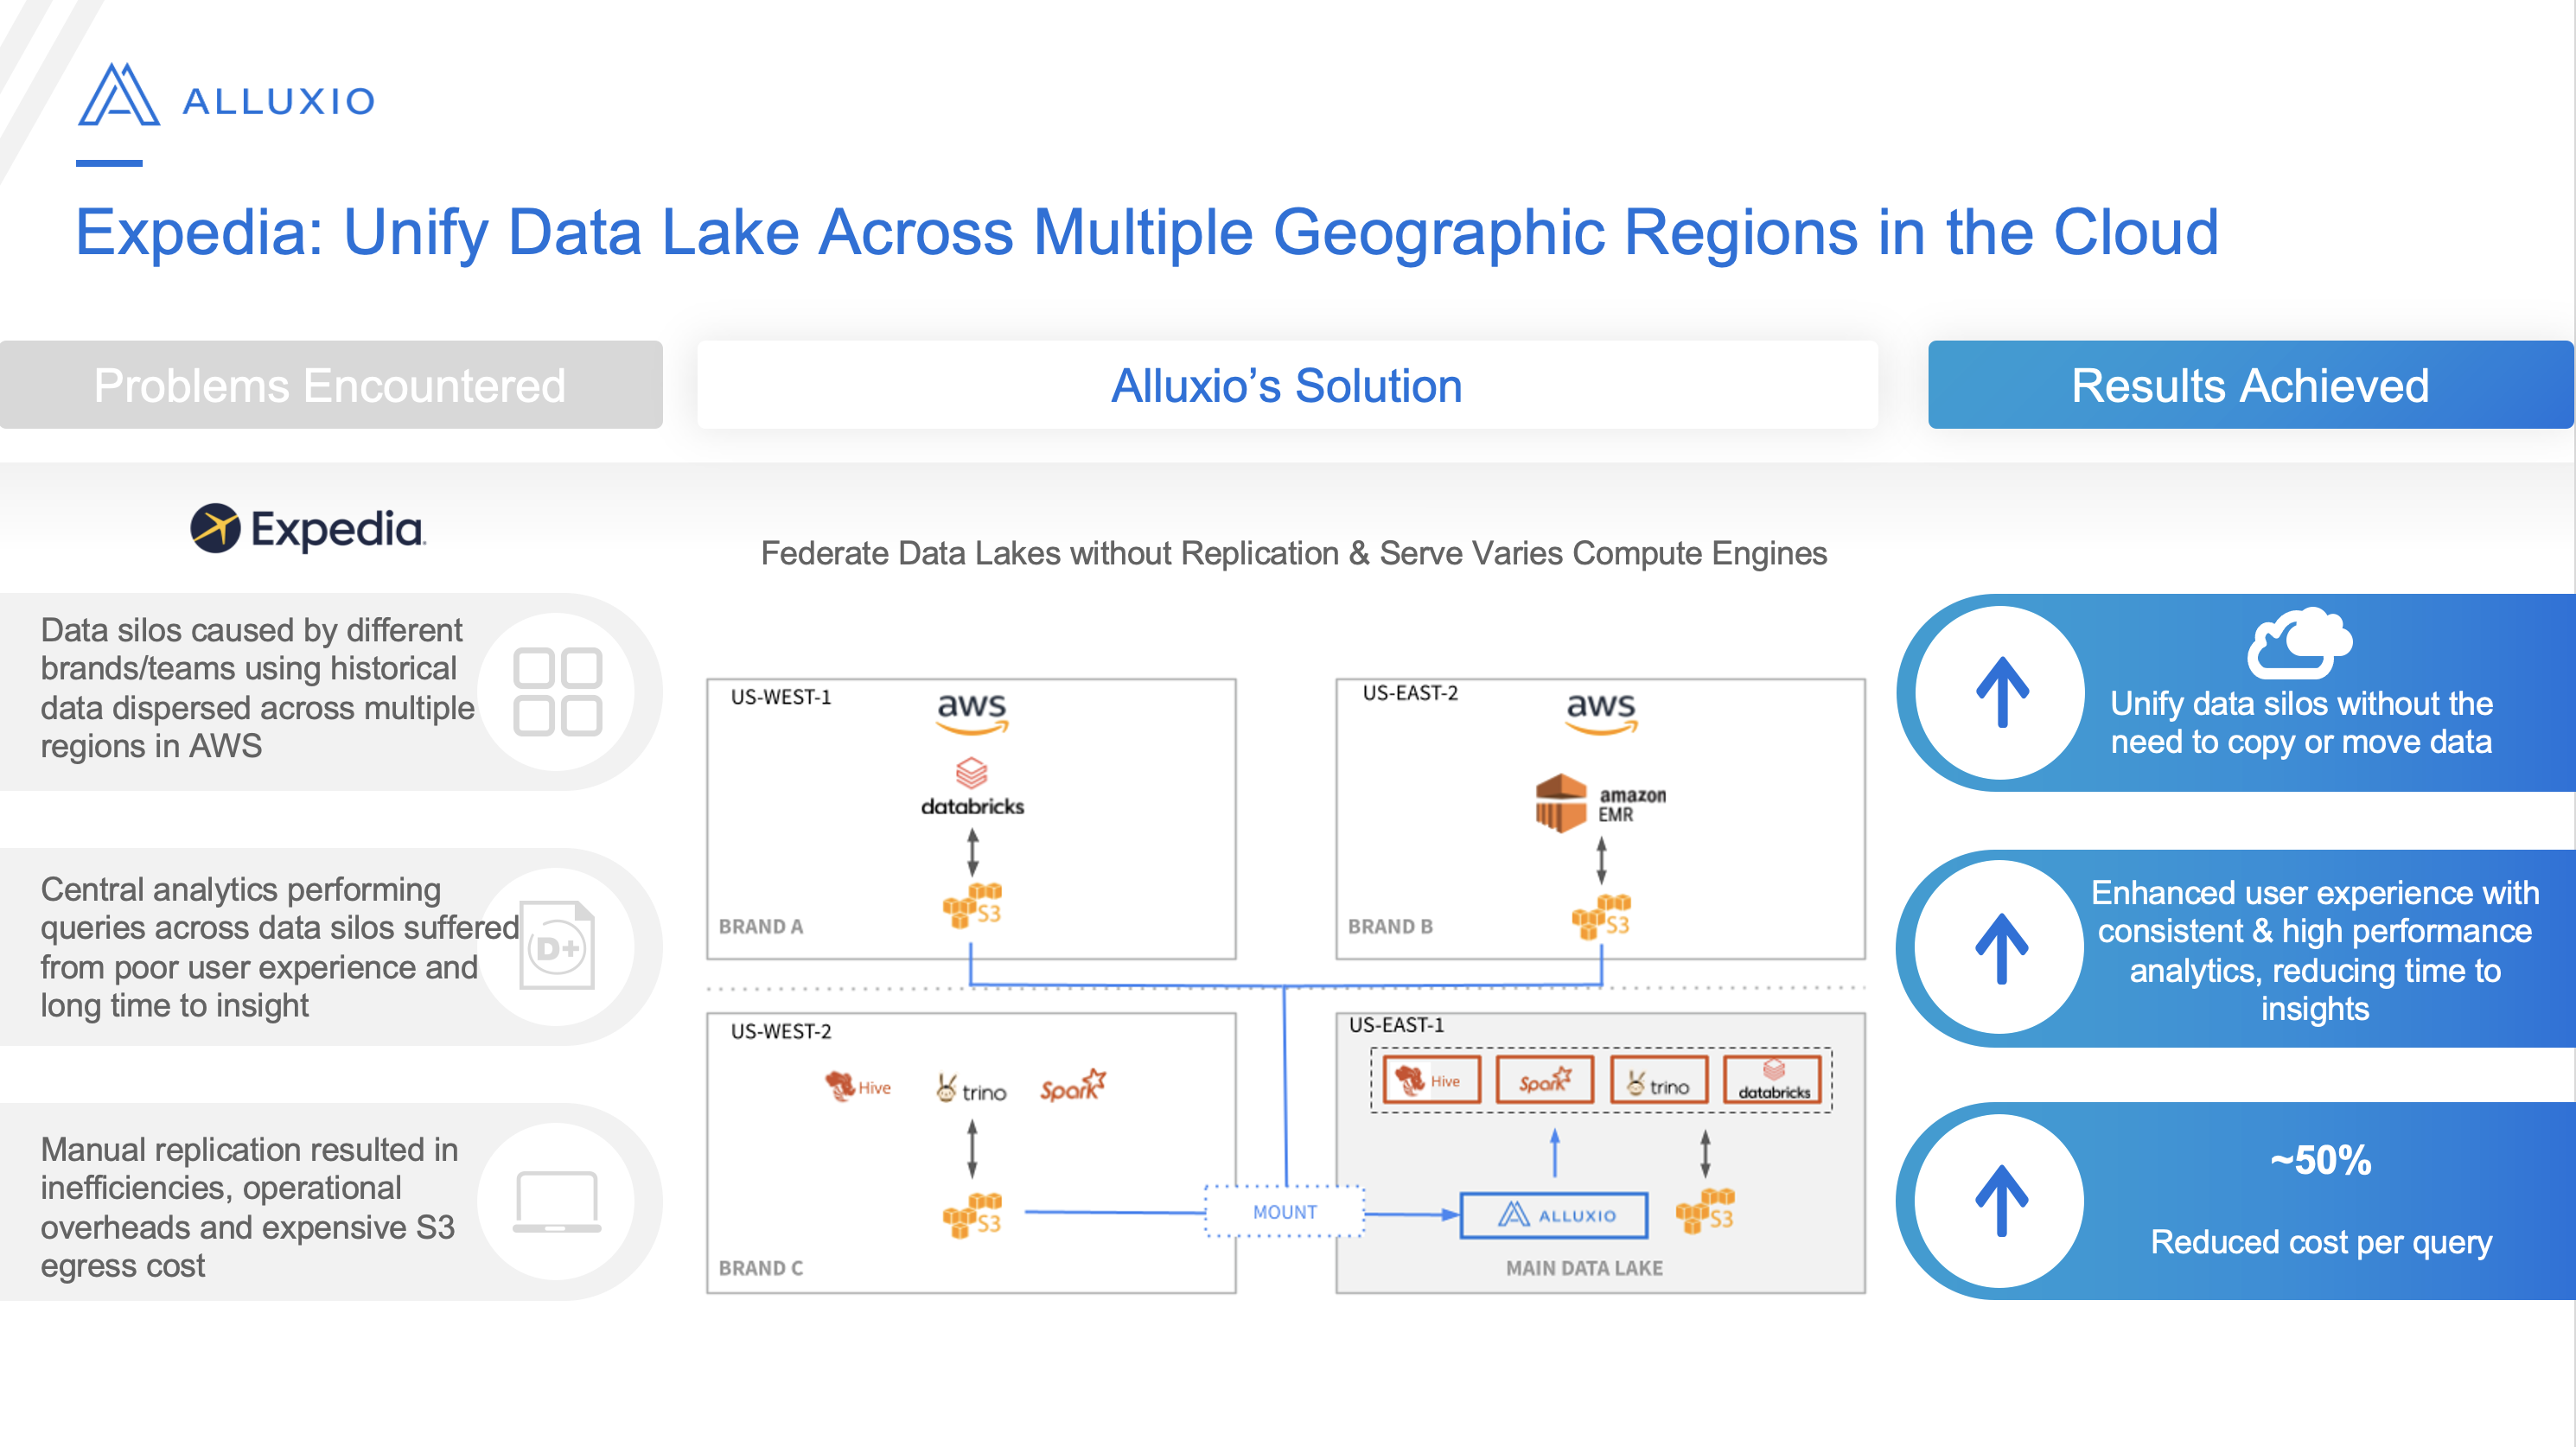 ALLUXIO
Expedia: Unify Data Lake Across Multiple Geographic Regions in the Cloud
Problems Encountered
Alluxio’s Solution
Results Achieved
Expedia
Data silos caused by different
brands/teams using historical
data dispersed across multiple
regions in AWS
Central analytics performing
queries across data silos suffered
from poor user experience and
long time to insight
D+
Manual replication resulted in
inefficiencies, operational
overheads and expensive S3
egress cost
Federate Data Lakes without Replication & Serve Varies Compute Engines
US-WEST-1
aws
databricks
S3
BRAND A
US-EAST-2
aws
amazon
EMR
S3
BRAND B
US-WEST-2
Hive
trino
Spark
S3
BRAND C
MOUNT
US-EAST-1
Hive
Spark
trino
databricks
ALLUXIO
S3
MAIN DATA LAKE
Unify data silos without the
need to copy or move data
Enhanced user experience with
consistent & high performance
analytics, reducing time to
insights
~50%
Reduced cost per query